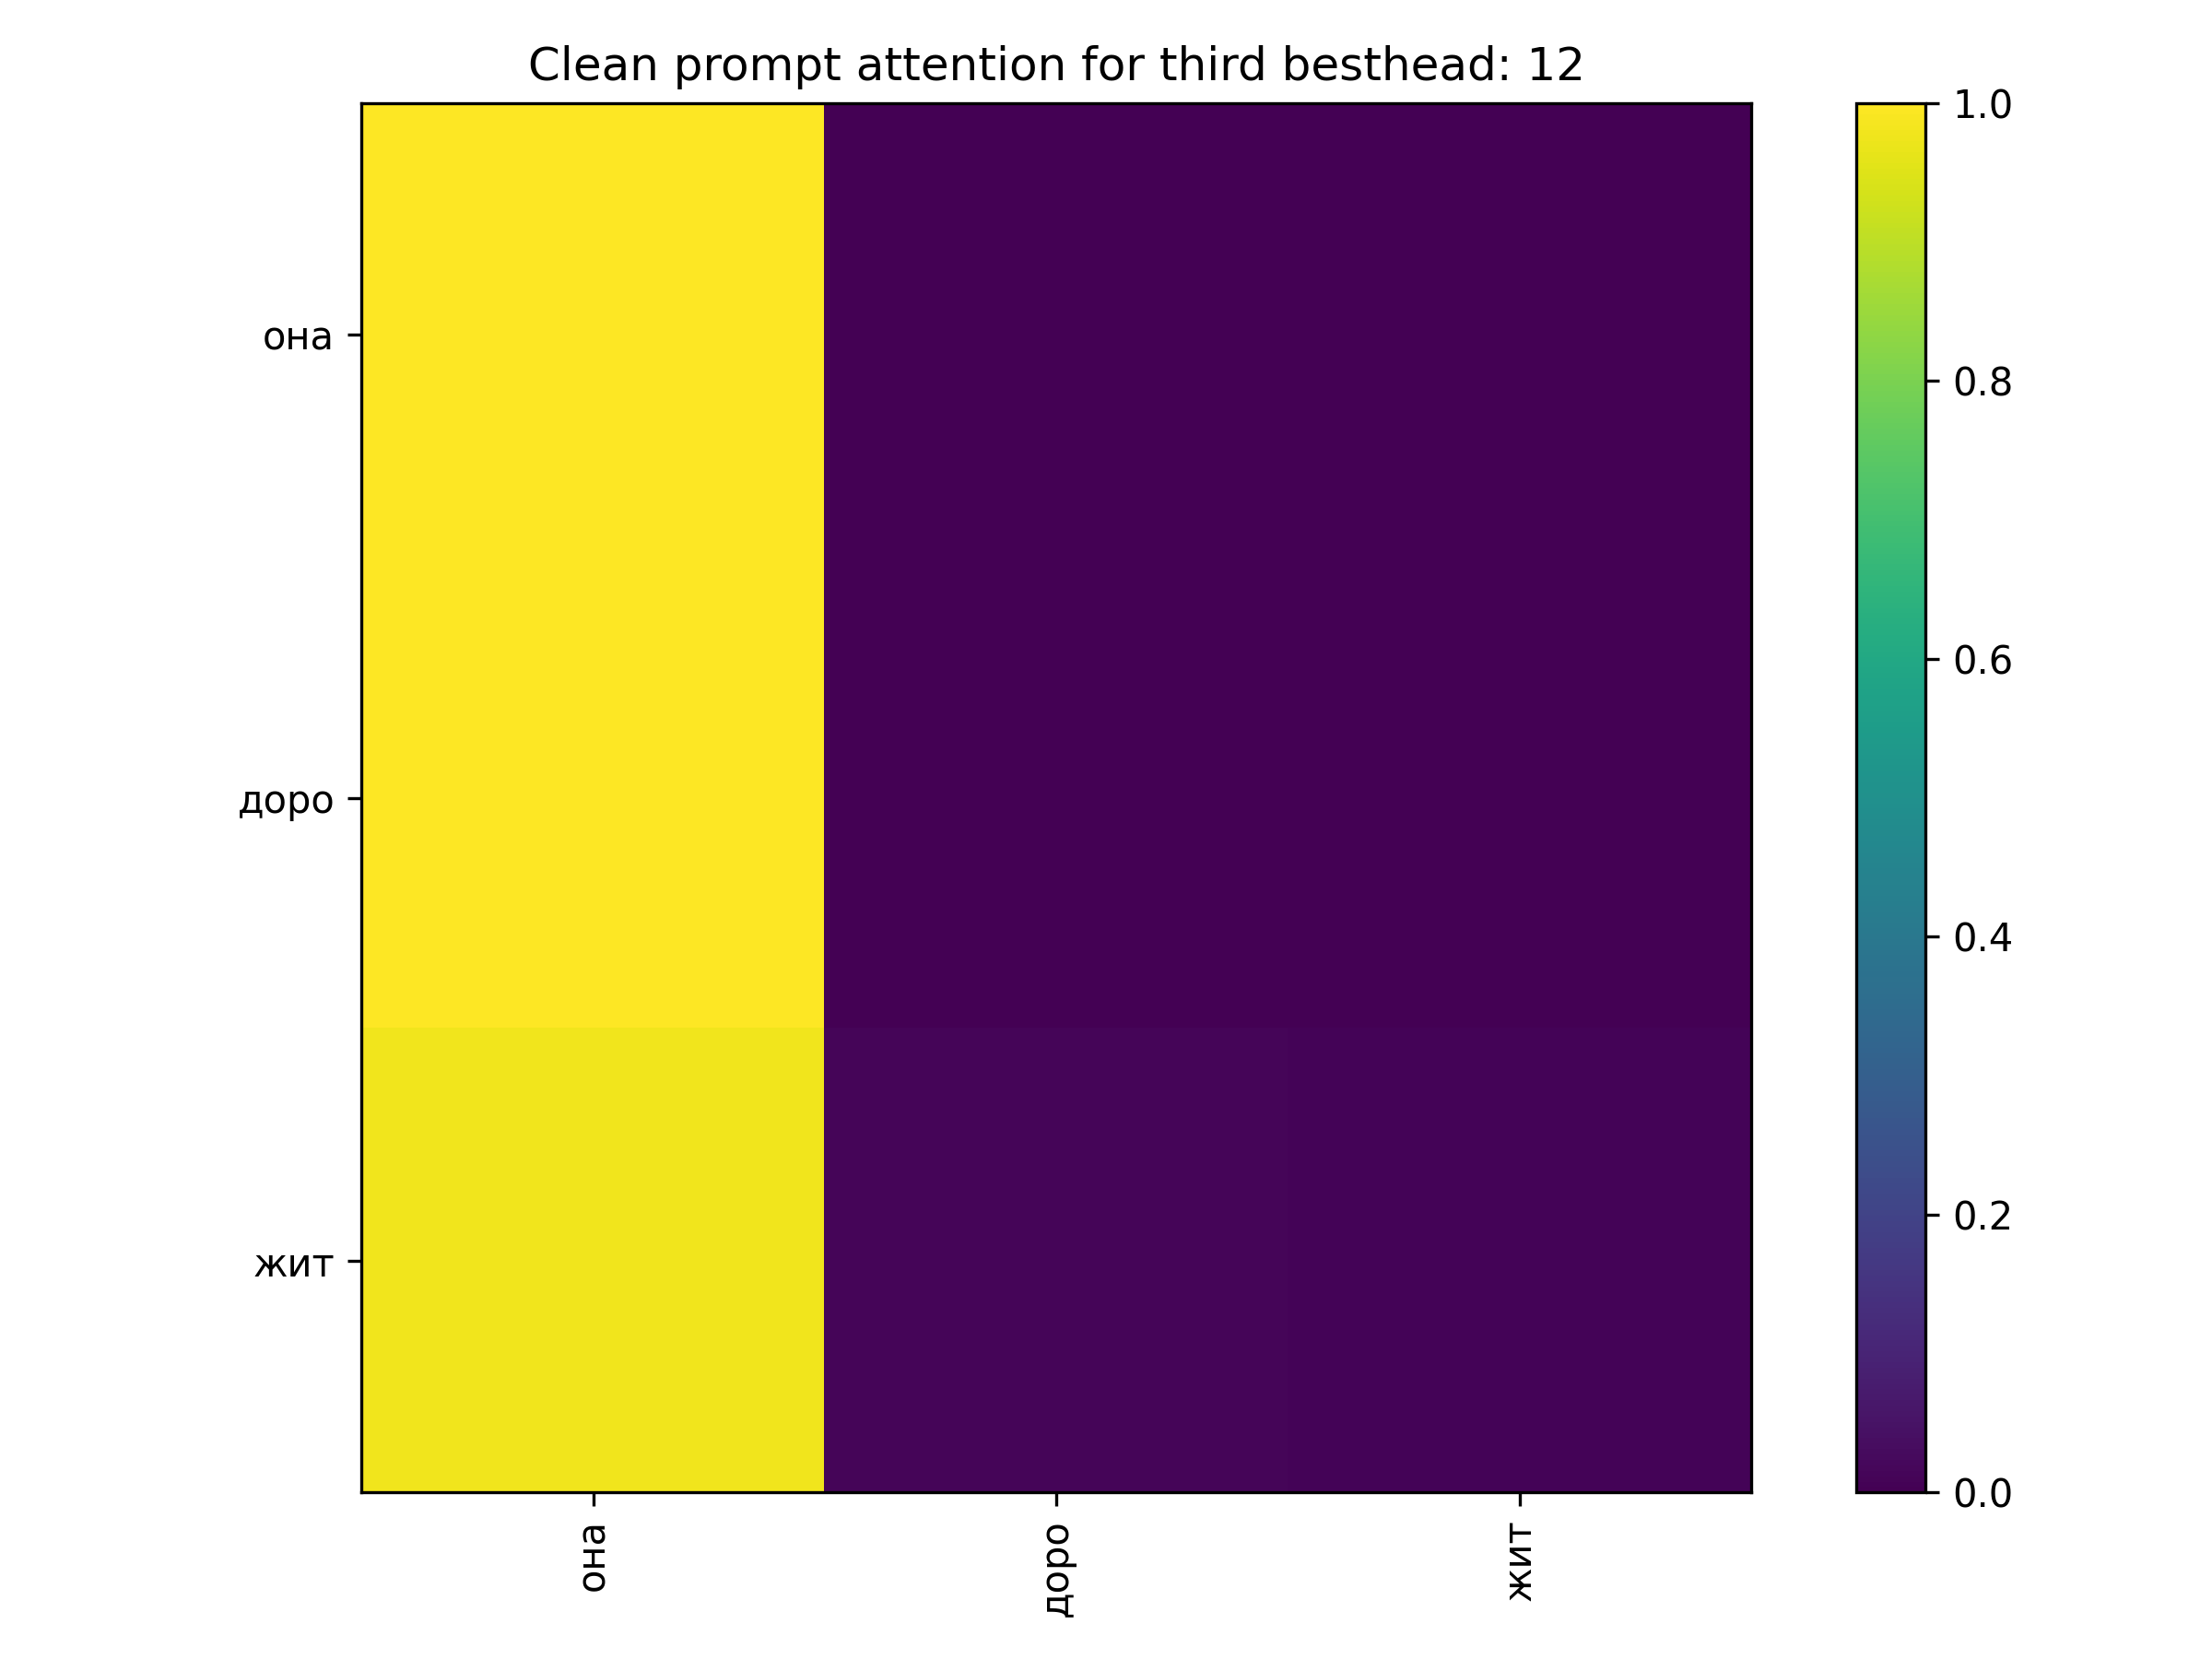 Clean prompt attention for third besthead: 12
1.0
она
0.8
0.6
доро
0.4
жит
0.2
0.0
она
доро
жит